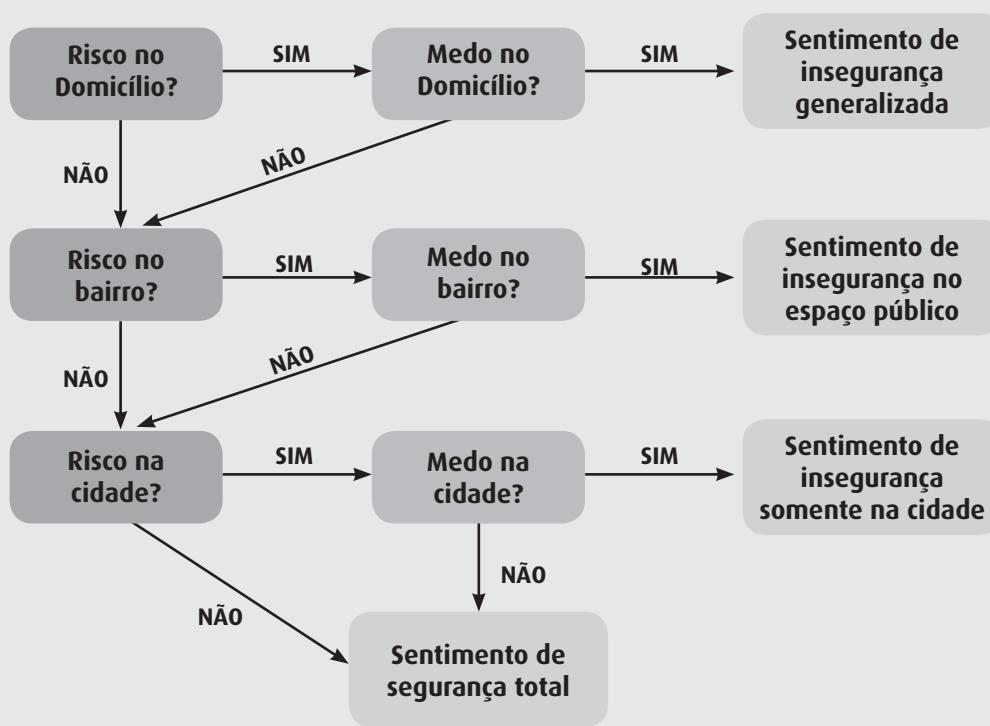 Risco no
Domicílio?
SIM
Medo no
Domicílio?
SIM
Sentimento de
insegurança
generalizada
NÃO
NÃO
Risco no
bairro?
SIM
Medo no
bairro?
SIM
Sentimento de
insegurança no
espaço público
NÃO
NÃO
Risco na
cidade?
SIM
Medo na
cidade?
SIM
Sentimento de
insegurança
somente na cidade
NÃO
NÃO
Sentimento de
segurança total